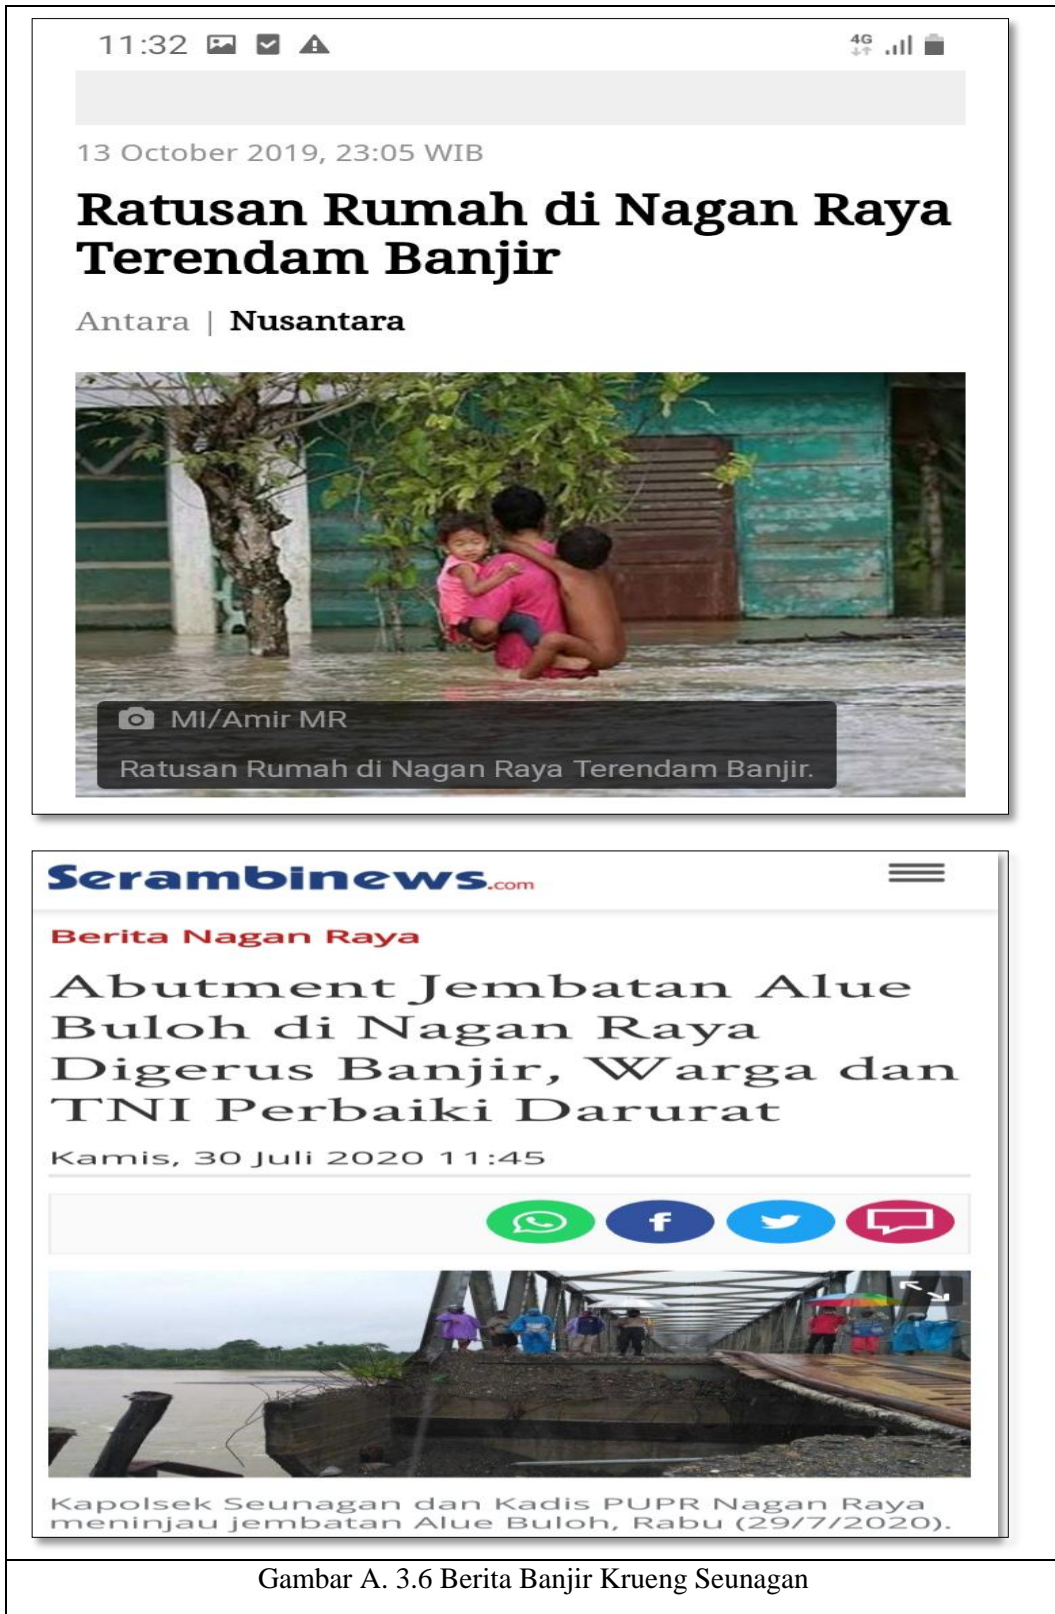 11:32
4G
13 October 2019, 23:05 WIB
Ratusan Rumah di Nagan Raya
Terendam Banjir
Antara | Nusantara
MI/Amir MR
Ratusan Rumah di Nagan Raya Terendam Banjir.
Serambinews.com
Berita Nagan Raya
Abutment Jembatan Alue
Buloh di Nagan Raya
Digerus Banjir, Warga dan
TNI Perbaiki Darurat
Kamis, 30 Juli 2020 11:45
Kapolsek Seunagan dan Kadis PUPR Nagan Raya
meninjau jembatan Alue Buloh, Rabu (29/7/2020).
Gambar A. 3.6 Berita Banjir Krueng Seunagan